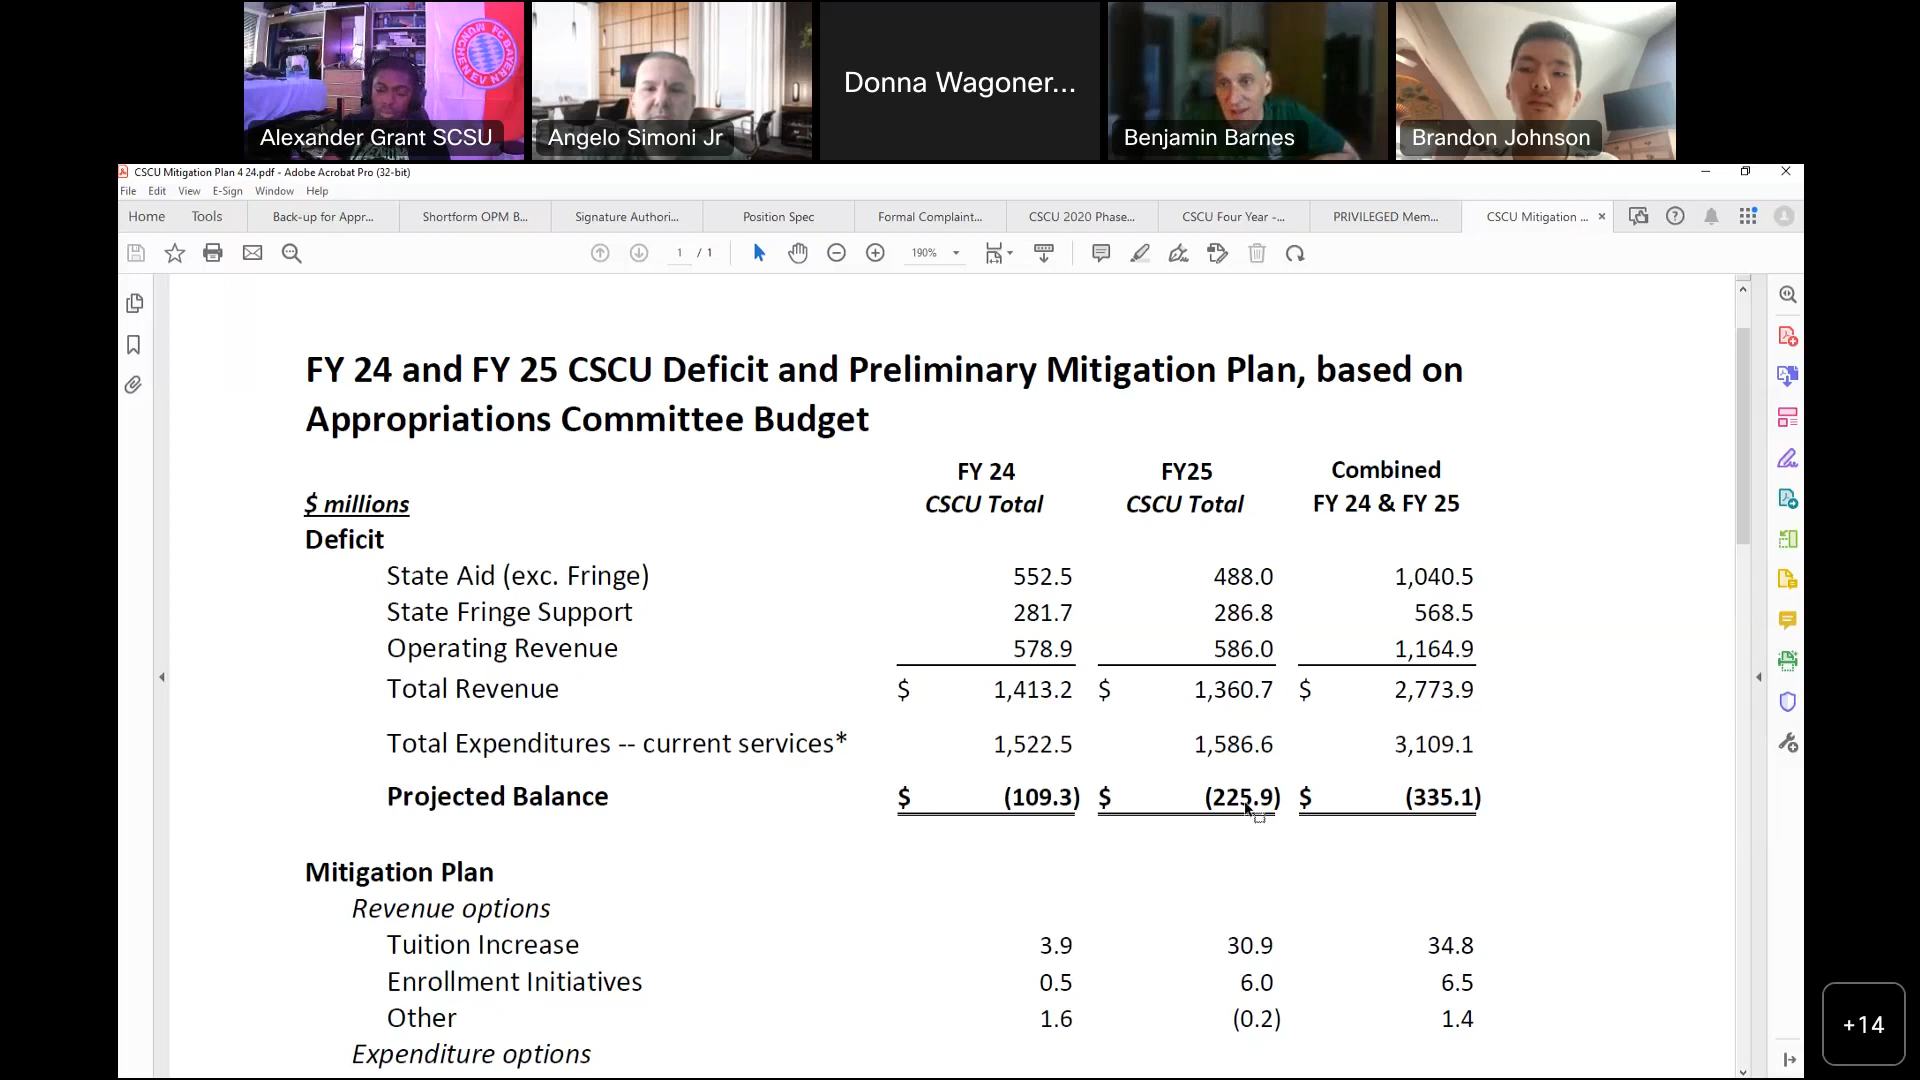 Alexander Grant SCSU
Angelo Simoni Jr
Donna Wagoner...
Benjamin Barnes
Brandon Johnson
FC BAYERN MÜNCHEN EV
CSCU Mitigation Plan 4 24.pdf - Adobe Acrobat Pro (32-bit)
File Edit View E-Sign Window Help
Home Tools Back-up for Appr... Shortform OPM B... Signature Authori... Position Spec Formal Complaint... CSCU 2020 Phase... CSCU Four Year -... PRIVILEGED Mem... CSCU Mitigation ... ×
1 / 1 190%
FY 24 and FY 25 CSCU Deficit and Preliminary Mitigation Plan, based on
Appropriations Committee Budget
FY 24 FY25 Combined
$ millions CSCU Total CSCU Total FY 24 & FY 25
Deficit
State Aid (exc. Fringe) 552.5 488.0 1,040.5
State Fringe Support 281.7 286.8 568.5
Operating Revenue 578.9 586.0 1,164.9
Total Revenue $ 1,413.2 $ 1,360.7 $ 2,773.9
Total Expenditures -- current services* 1,522.5 1,586.6 3,109.1
Projected Balance $ (109.3) $ (225.9) $ (335.1)
Mitigation Plan
Revenue options
Tuition Increase 3.9 30.9 34.8
Enrollment Initiatives 0.5 6.0 6.5
Other 1.6 (0.2) 1.4
Expenditure options
+14